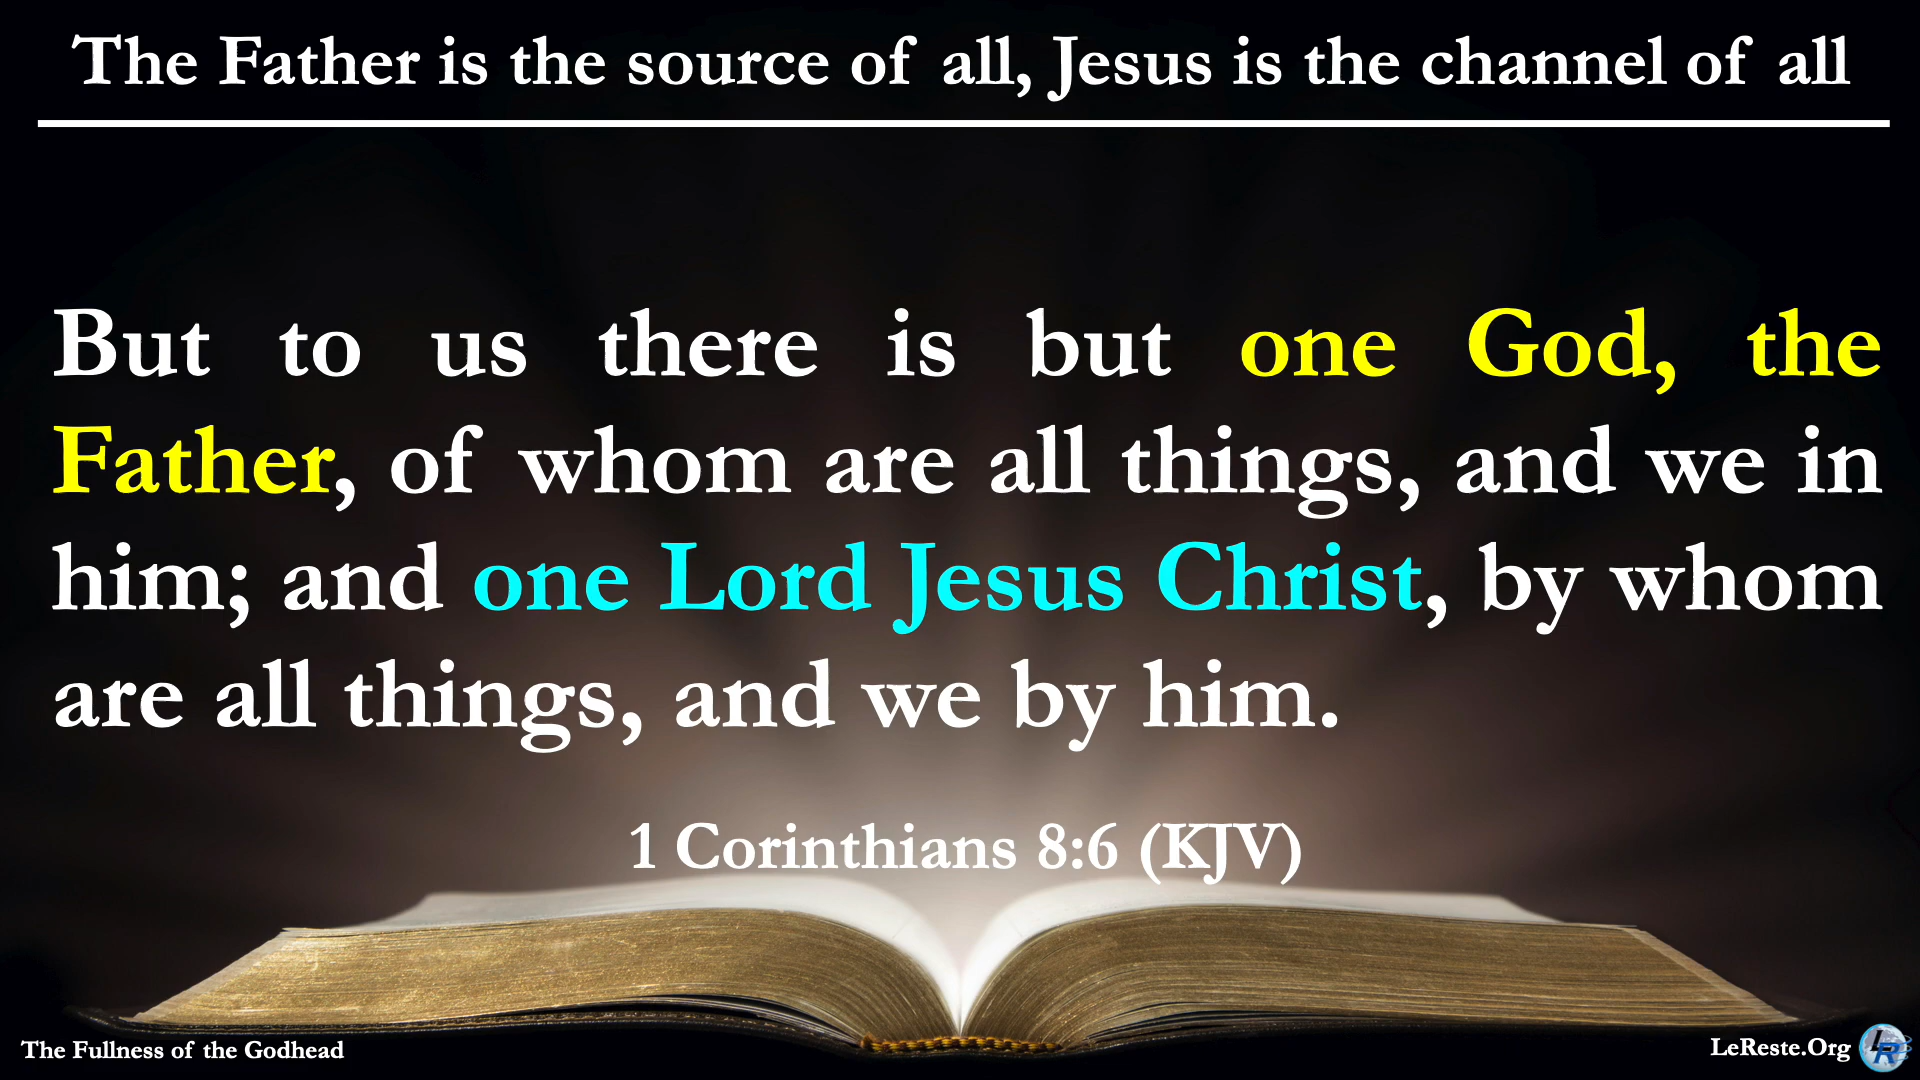 The Father is the source of all, Jesus is the channel of all
But to us there is but one God, the
Father, of whom are all things, and we in
him; and one Lord Jesus Christ, by whom
are all things, and we by him.
1 Corinthians 8:6 (KJV)
The Fullness of the Godhead
LeReste.Org
LR